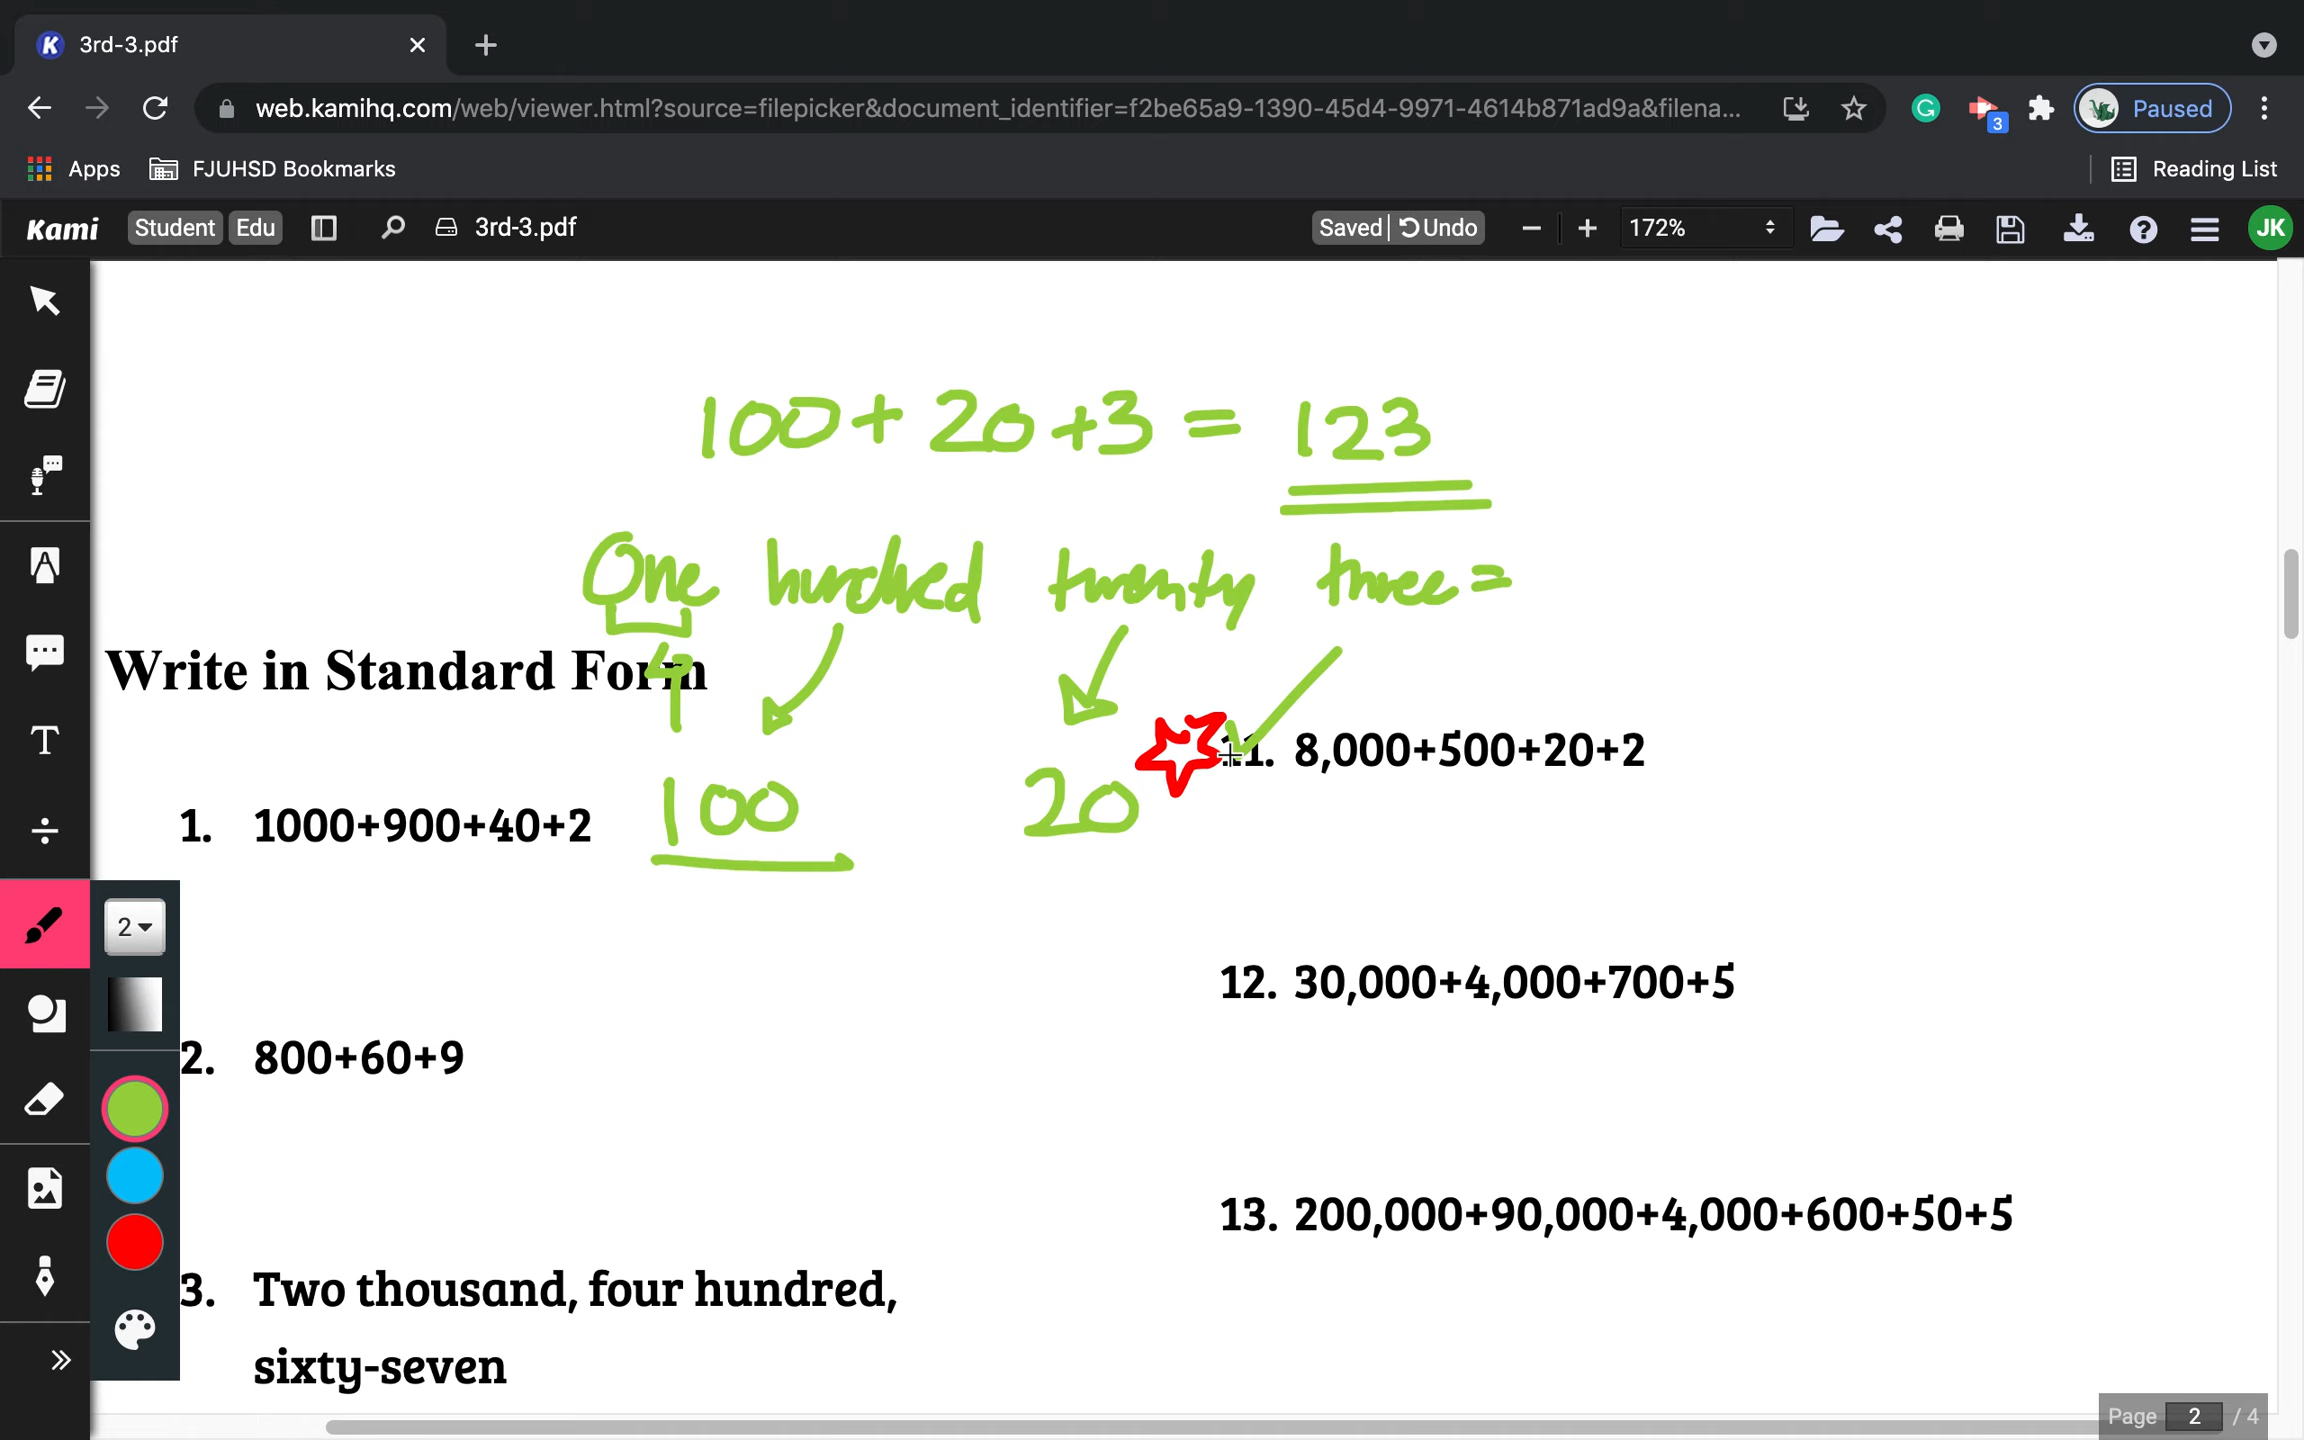 3rd-3.pdf
web.kamihq.com/web/viewer.html?source=filepicker&document_identifier=f2be65a9-1390-45d4-9971-4614b871ad9a&filena...
3
Paused
Apps
FJUHSD Bookmarks
Reading List
Kami
Student
Edu
3rd-3.pdf
Saved
Undo
172%
JK
100 + 20 + 3 = 123
One hundred twenty three =
Write in Standard Form
100
20
1. 1000+900+40+2
2. 800+60+9
3. Two thousand, four hundred,
sixty-seven
11. 8,000+500+20+2
12. 30,000+4,000+700+5
13. 200,000+90,000+4,000+600+50+5
2
Page 2 / 4